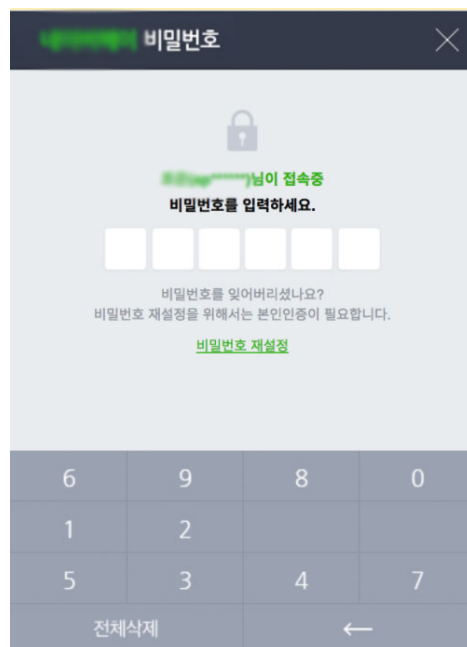 비밀번호
님이 접속중
비밀번호를 입력하세요.
비밀번호를 잊어버리셨나요?
비밀번호 재설정을 위해서는 본인인증이 필요합니다.
비밀번호 재설정
6 9 8 0
1 2
5 3 4 7
전체삭제 ←